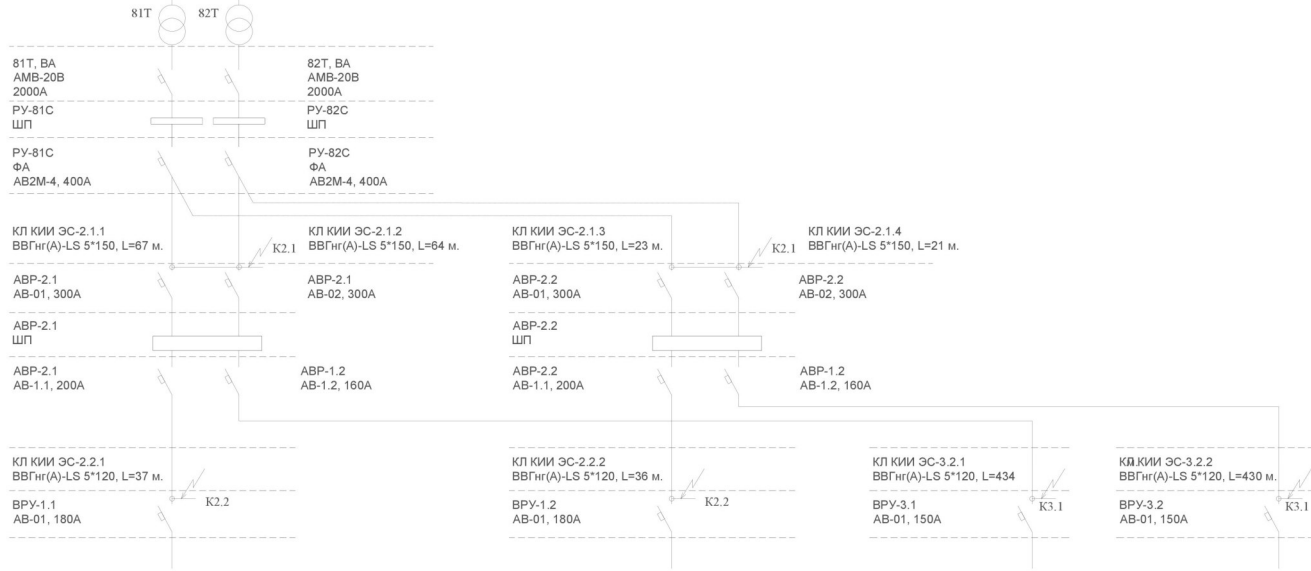 81Т
82Т
81Т, ВА
АМВ-20В
2000А
82Т, ВА
АМВ-20В
2000А
РУ-81С
ШП
РУ-82С
ШП
РУ-81С
ФА
АВ2М-4, 400А
РУ-82С
ФА
АВ2М-4, 400А
КЛ КИИ ЭС-2.1.1
ВВГнг(А)-LS 5*150, L=67 м.
КЛ КИИ ЭС-2.1.2
ВВГнг(А)-LS 5*150, L=64 м.
К2.1
КЛ КИИ ЭС-2.1.3
ВВГнг(А)-LS 5*150, L=23 м.
К2.1
КЛ КИИ ЭС-2.1.4
ВВГнг(А)-LS 5*150, L=21 м.
АВР-2.1
АВ-01, 300А
АВР-2.1
АВ-02, 300А
АВР-2.2
АВ-01, 300А
АВР-2.2
АВ-02, 300А
АВР-2.1
ШП
АВР-2.2
ШП
АВР-2.1
АВ-1.1, 200А
АВР-1.2
АВ-1.2, 160А
АВР-2.2
АВ-1.1, 200А
АВР-1.2
АВ-1.2, 160А
КЛ КИИ ЭС-2.2.1
ВВГнг(А)-LS 5*120, L=37 м.
КЛ КИИ ЭС-2.2.2
ВВГнг(А)-LS 5*120, L=36 м.
КЛ КИИ ЭС-3.2.1
ВВГнг(А)-LS 5*120, L=434
КЛ.КИИ ЭС-3.2.2
ВВГнг(А)-LS 5*120, L=430 м.
К2.2
К2.2
К3.1
К3.1
ВРУ-1.1
АВ-01, 180А
ВРУ-1.2
АВ-01, 180А
ВРУ-3.1
АВ-01, 150А
ВРУ-3.2
АВ-01, 150А